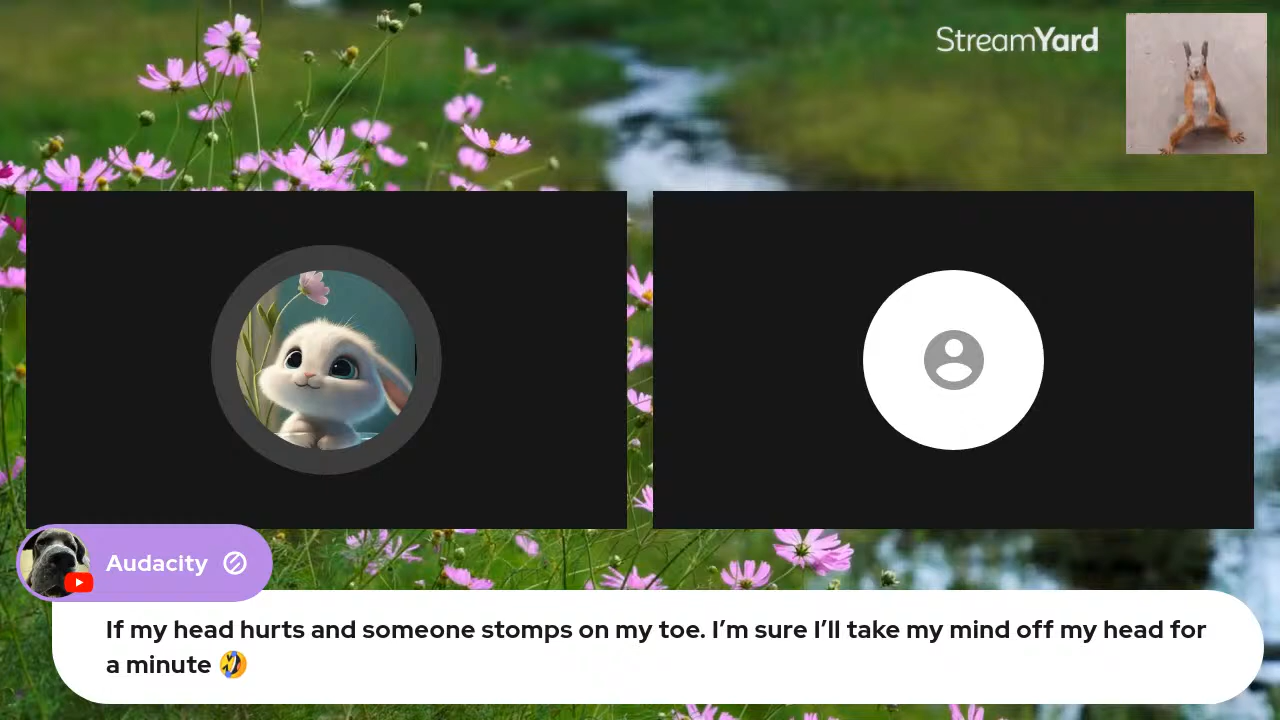 StreamYard
Audacity
If my head hurts and someone stomps on my toe. I’m sure I’ll take my mind off my head for
a minute 🤣